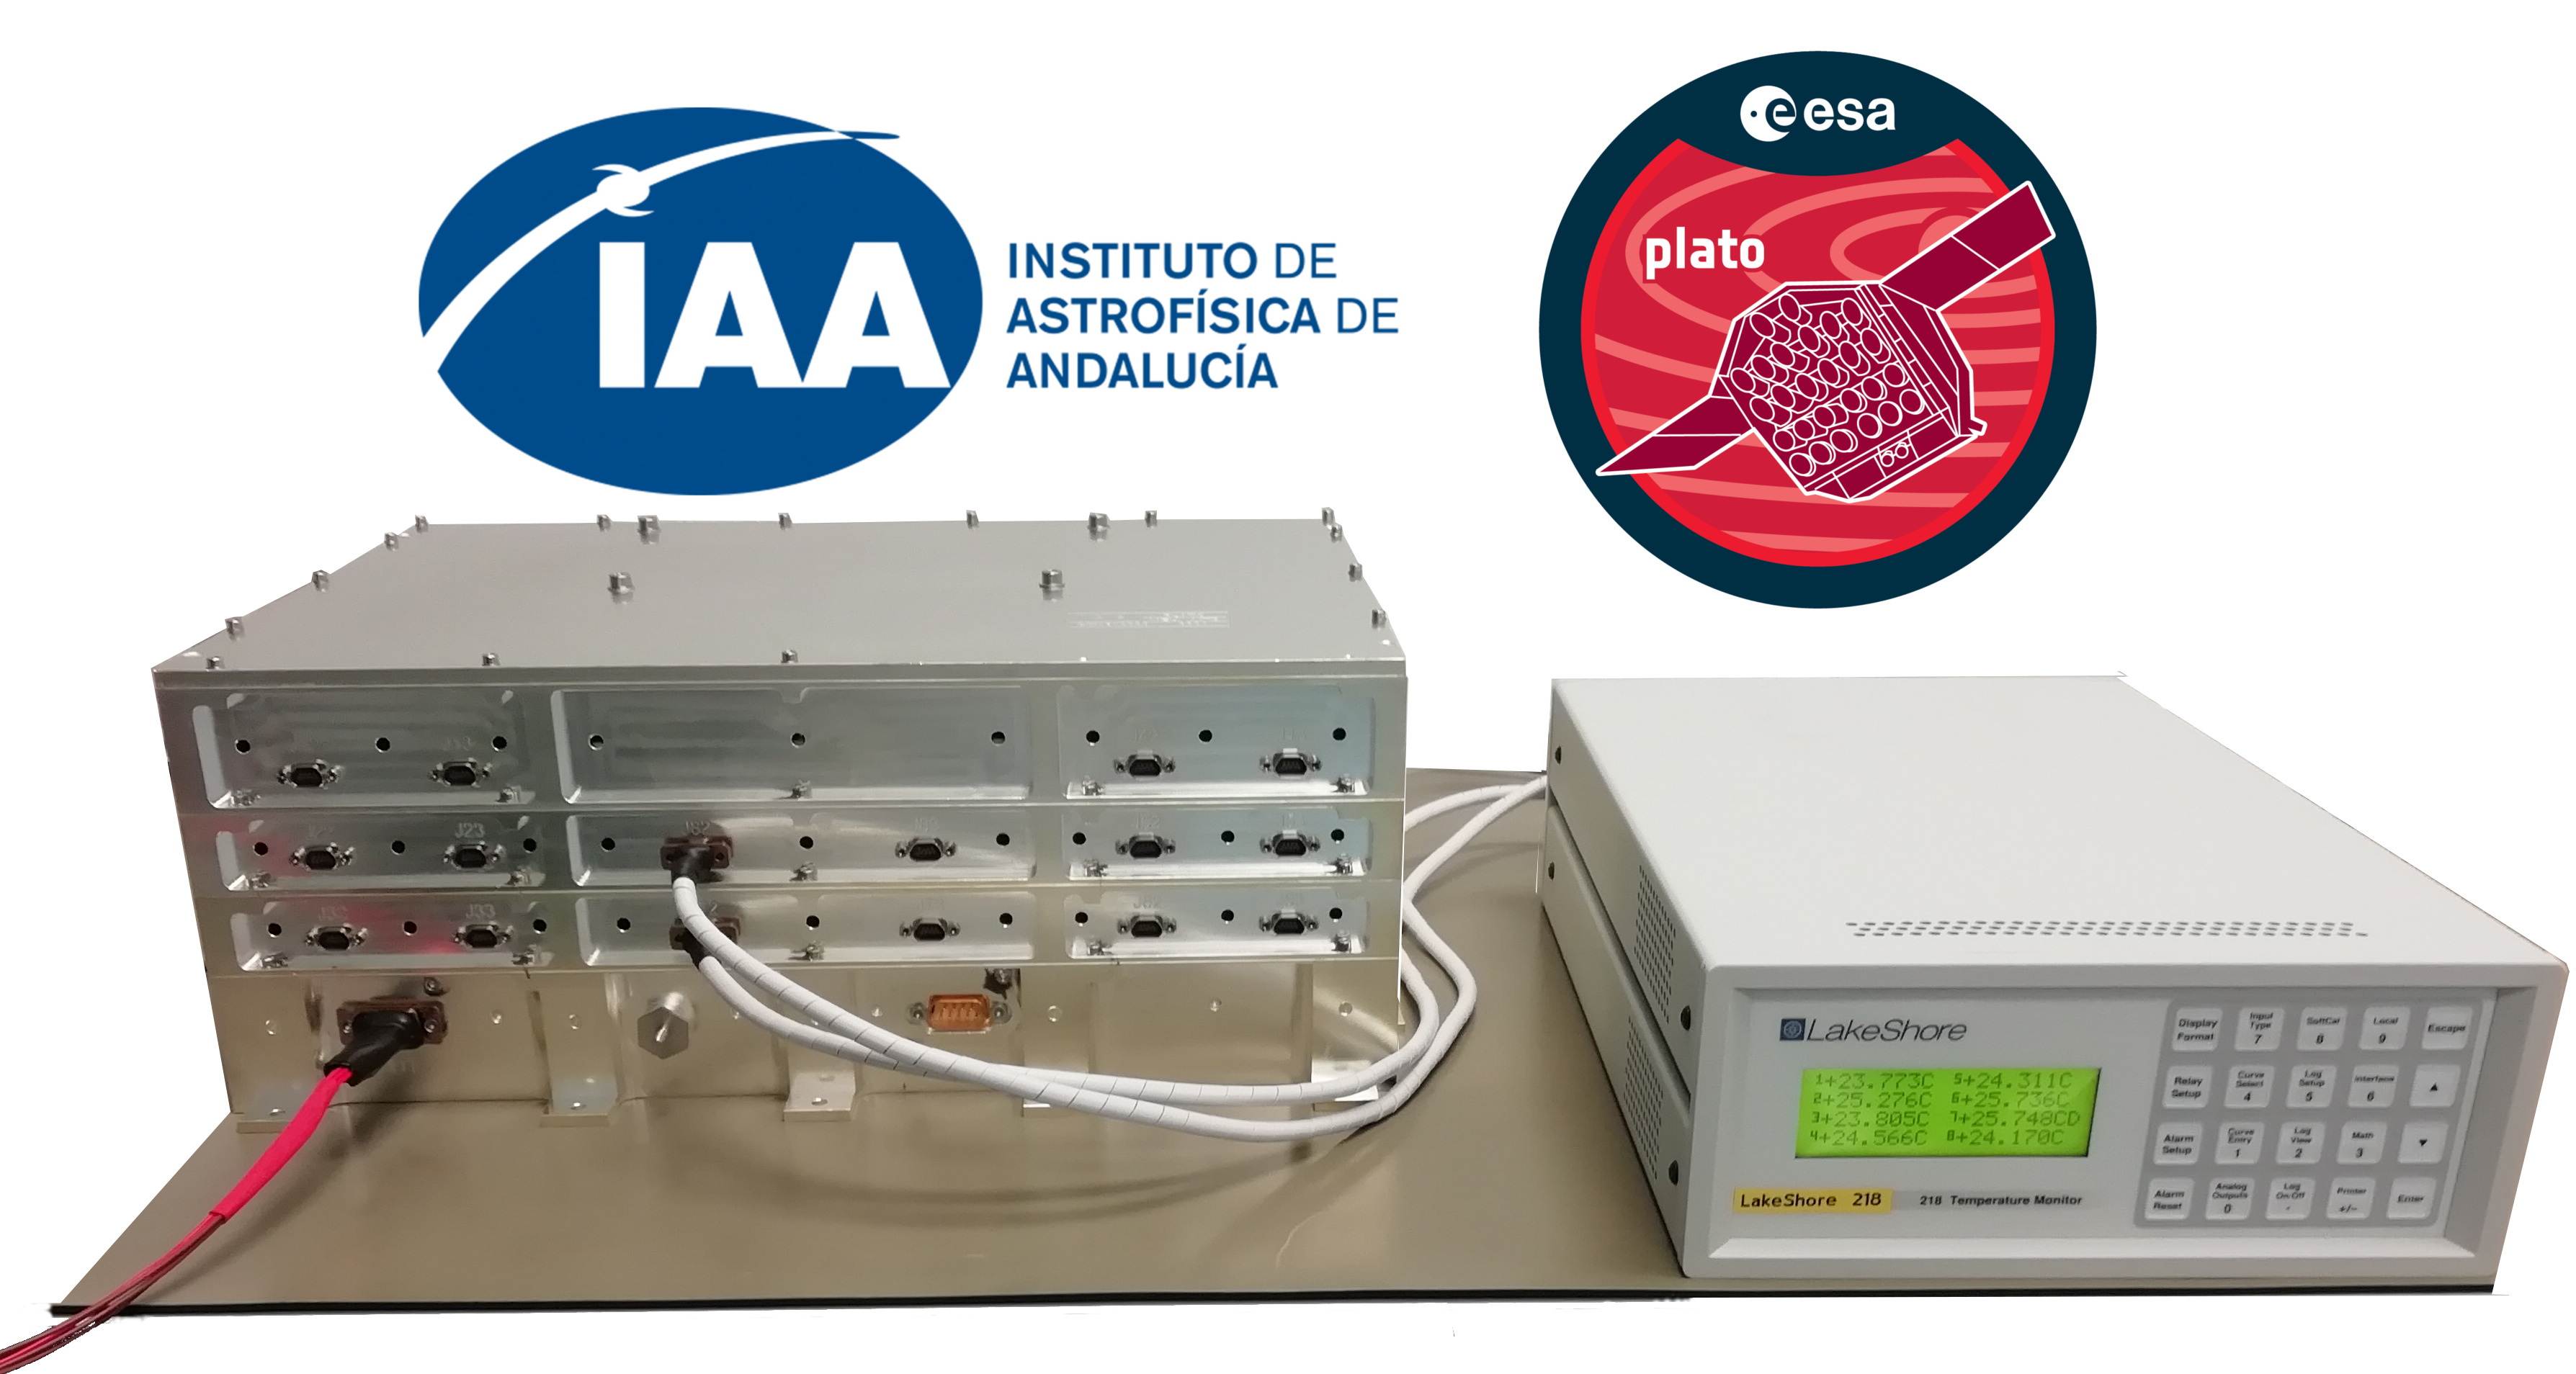 IAA
INSTITUTO DE
ASTROFÍSICA DE
ANDALUCÍA
esa
plato
J13
J23
J82
J32 J33
LakeShore
1+23.773C 5+24.311C
2+25.276C 6+25.736C
3+23.805C 7+25.748CD
4+24.566C 8+24.170C
LakeShore 218
218 Temperature Monitor
Display Format
Input Type 7
SoftCal 8
Local 9
Escape
Relay Setup
Curve Select 4
Log Setup 5
Interface 6
Alarm Setup
Curve Entry 1
Log View 2
Math 3
Alarm Reset
Analog Outputs 0
Log On/Off .
Printer +/-
Enter